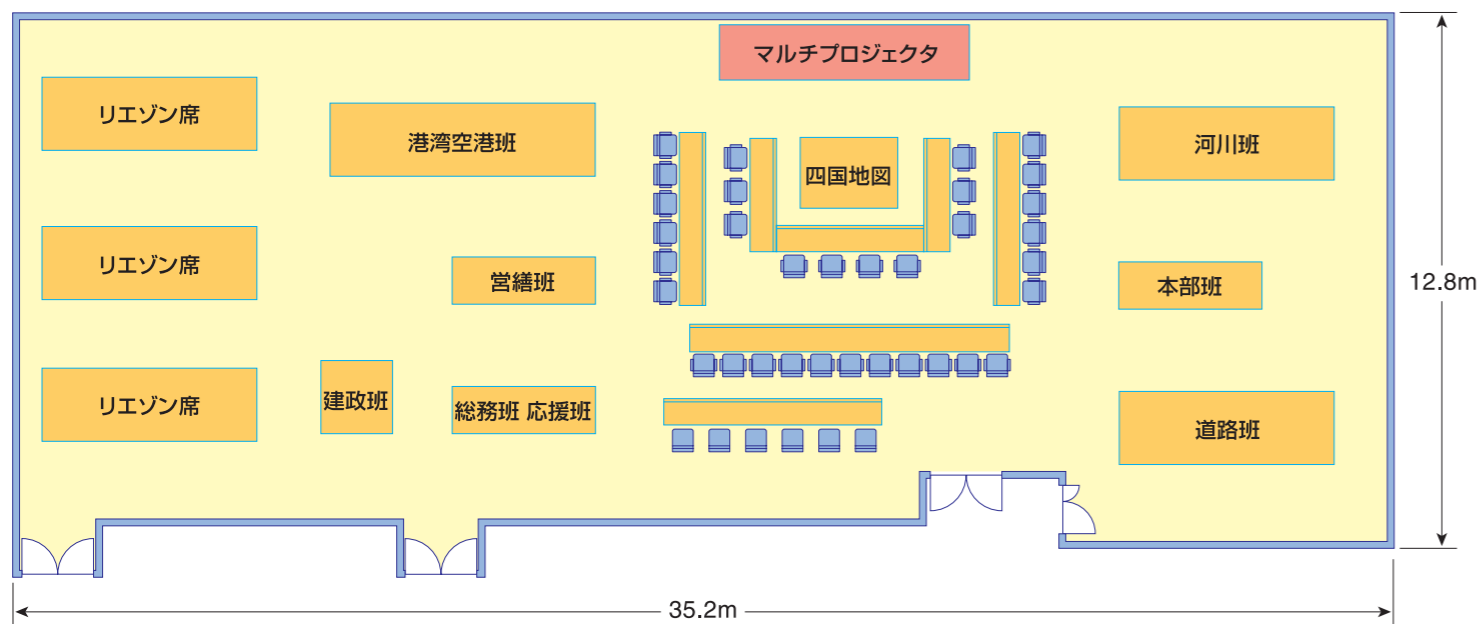 マルチプロジェクタ
リエゾン席
港湾空港班
四国地図
河川班
リエゾン席
営繕班
本部班
12.8m
リエゾン席
建政班
総務班 応援班
道路班
35.2m